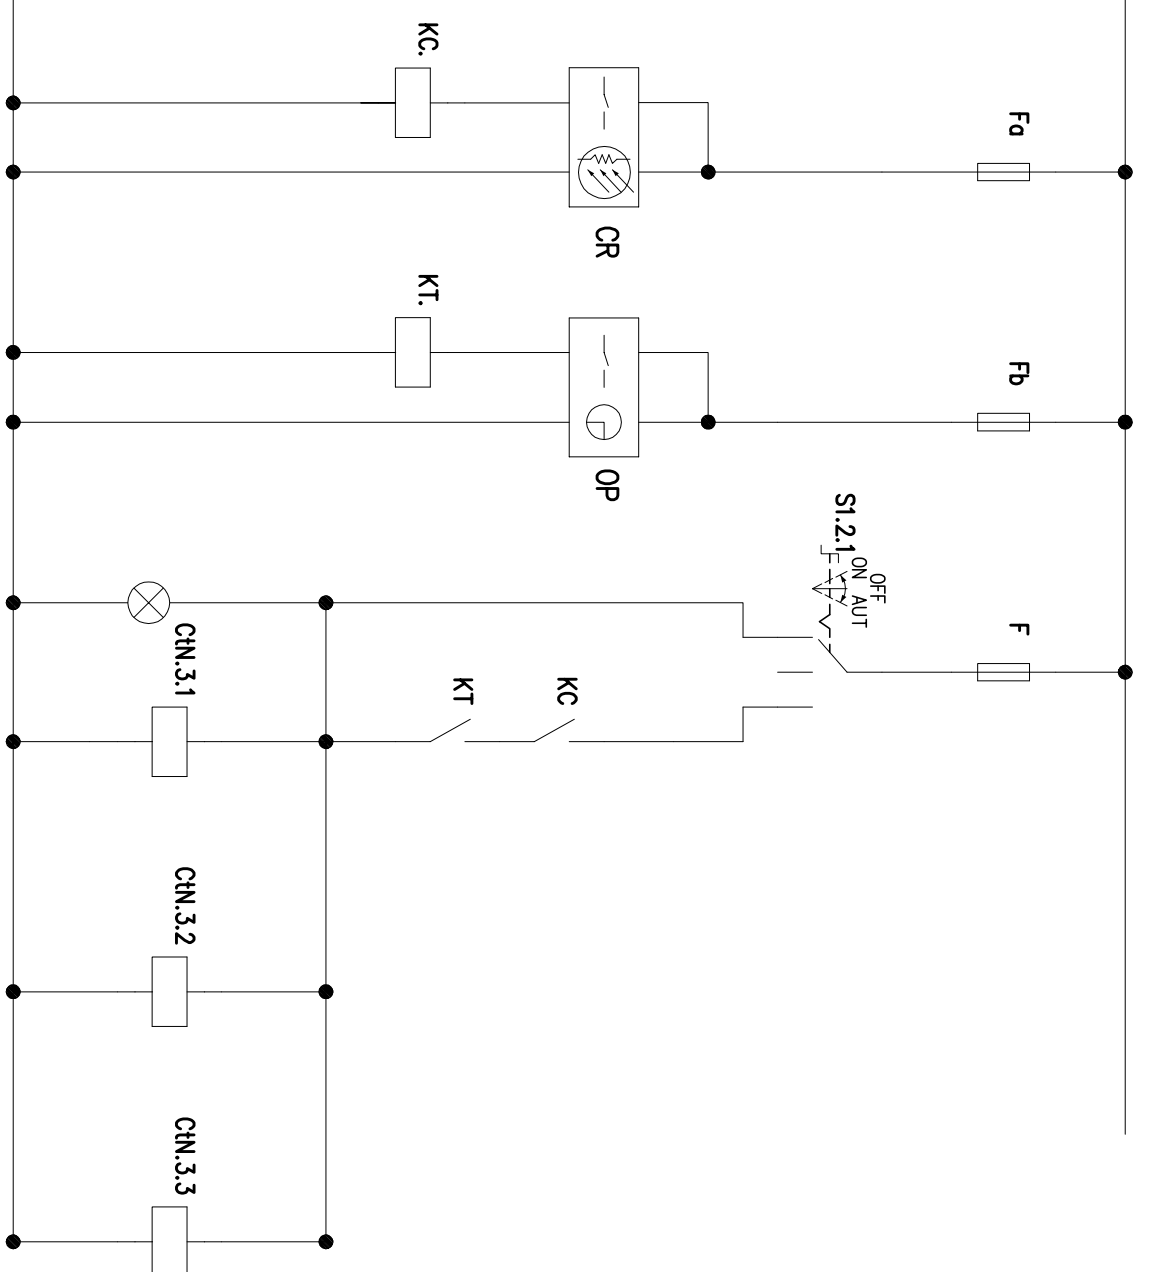 KC.
Fa
CR
KT.
Fb
OP
S1.2.1
ON
OFF
AUT
F
CtN.3.1
KT
KC
CtN.3.2
CtN.3.3